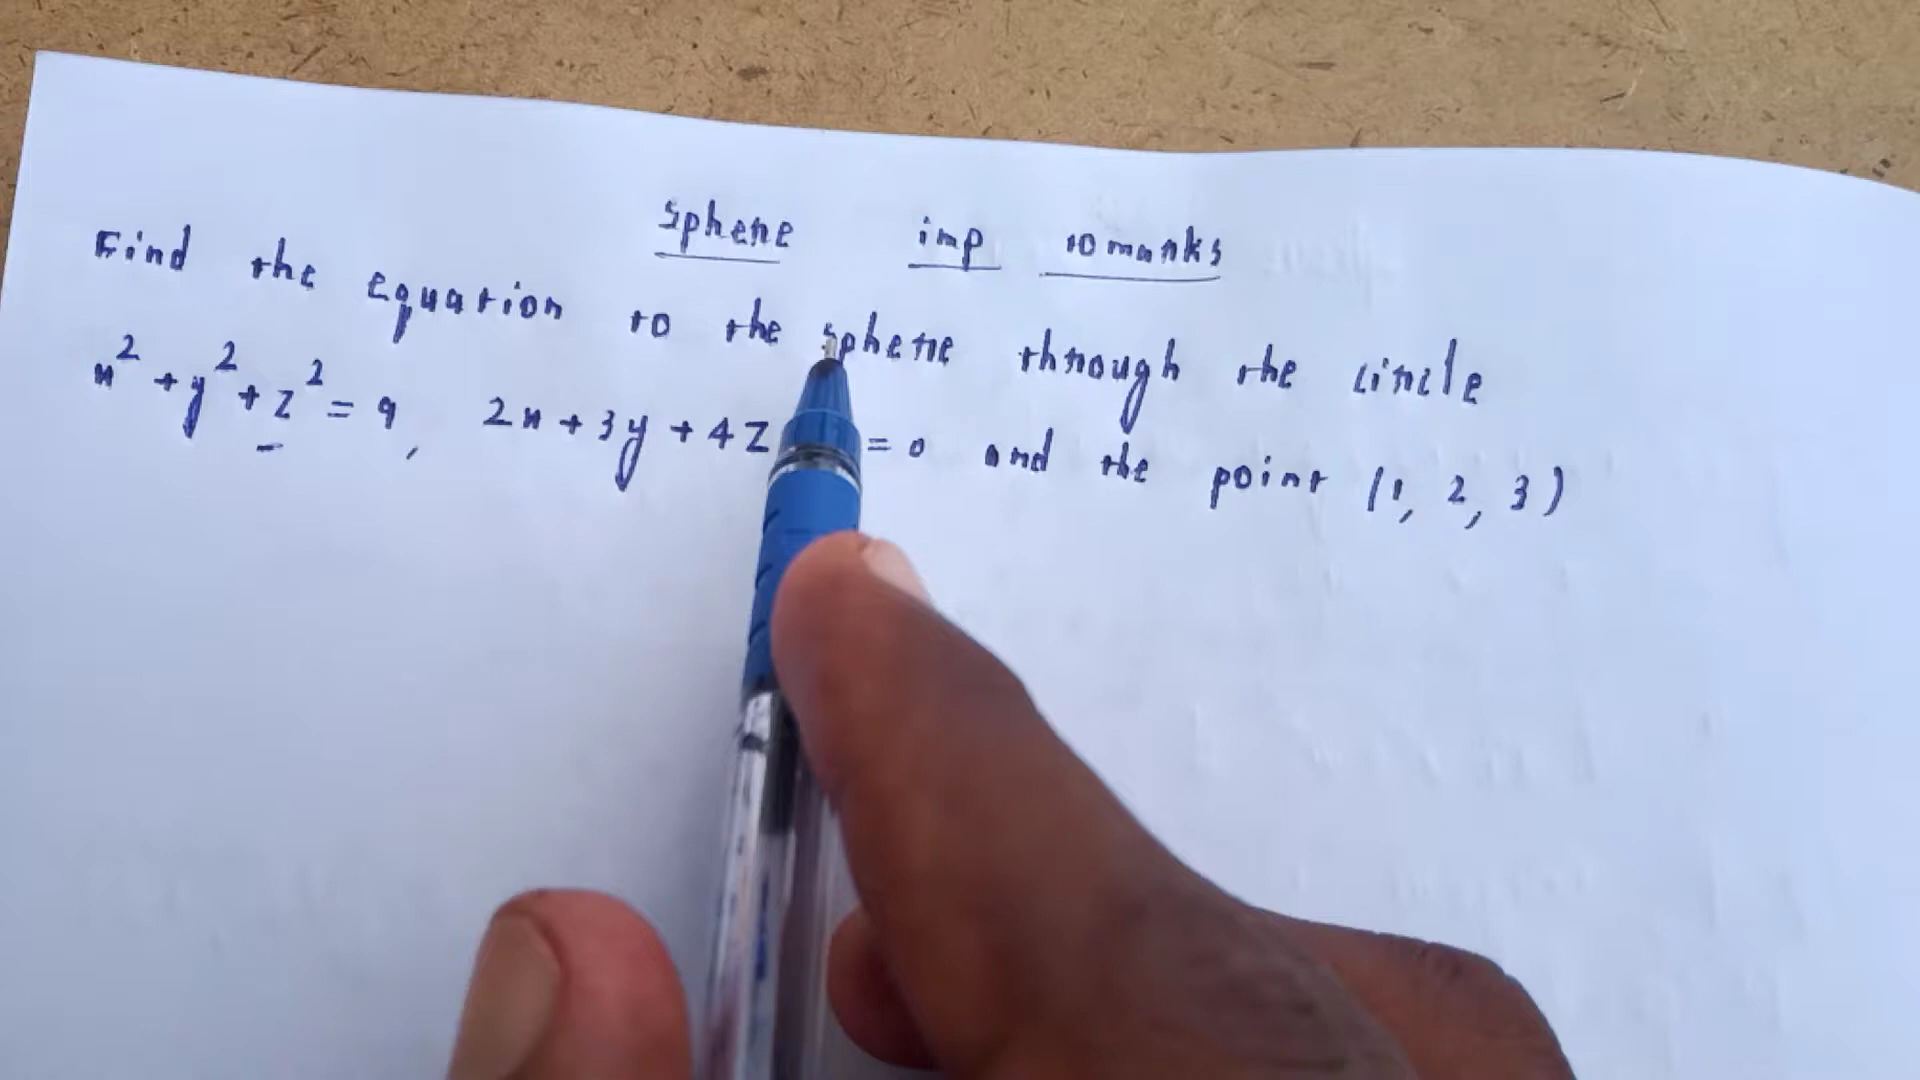 sphere imp 10 marks
Find the equation to the sphere through the circle
x² + y² + z² = 9, 2x + 3y + 4z = 0 and the point (1, 2, 3)